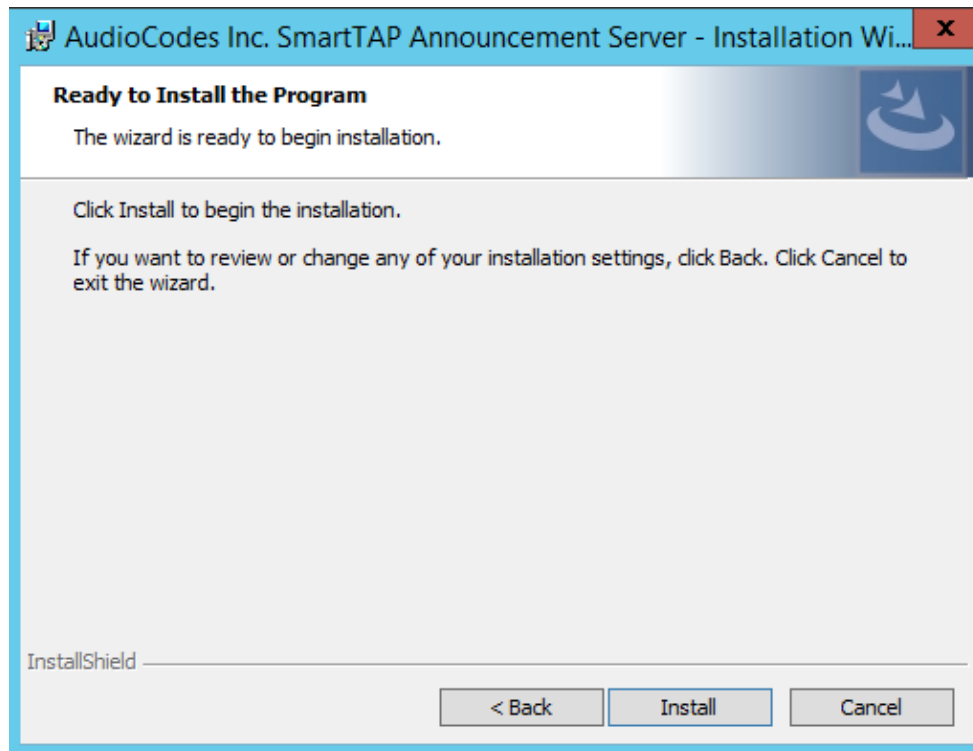 AudioCodes Inc. SmartTAP Announcement Server - Installation Wi...
x
Ready to Install the Program
The wizard is ready to begin installation.
Click Install to begin the installation.
If you want to review or change any of your installation settings, click Back. Click Cancel to
exit the wizard.
InstallShield
< Back
Install
Cancel